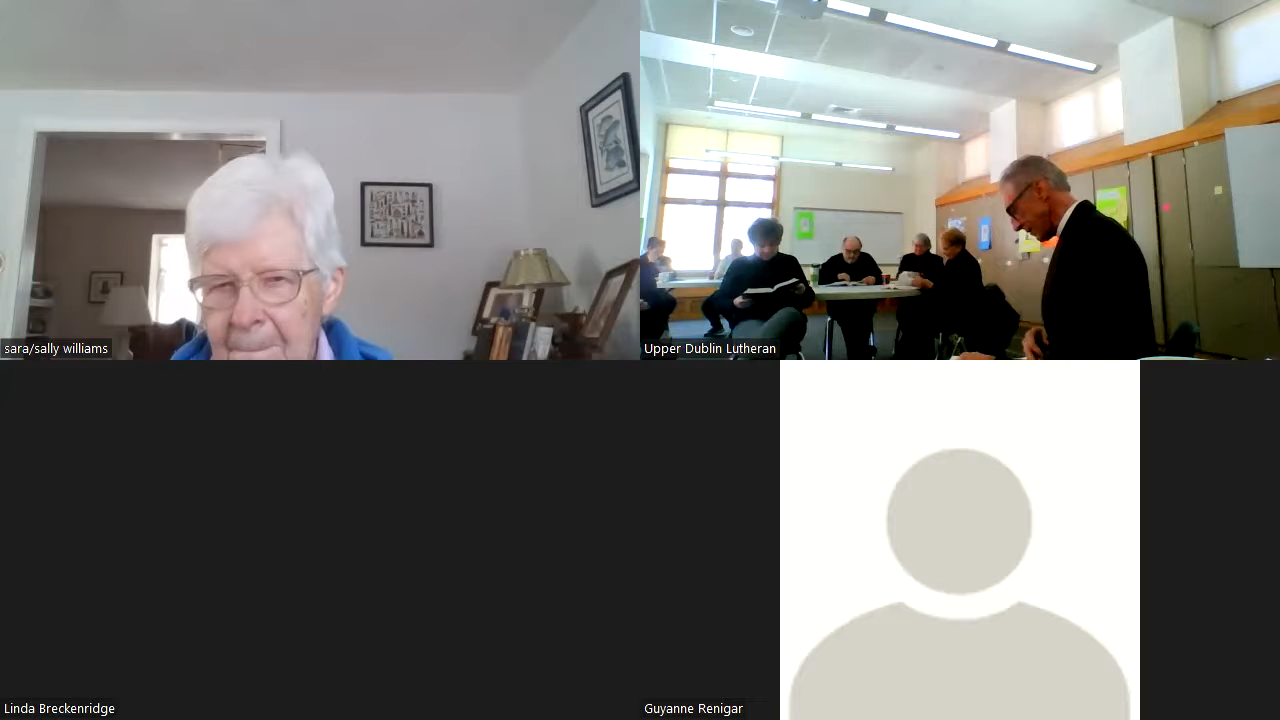 sara/sally williams
Upper Dublin Lutheran
Linda Breckenridge
Guyanne Renigar